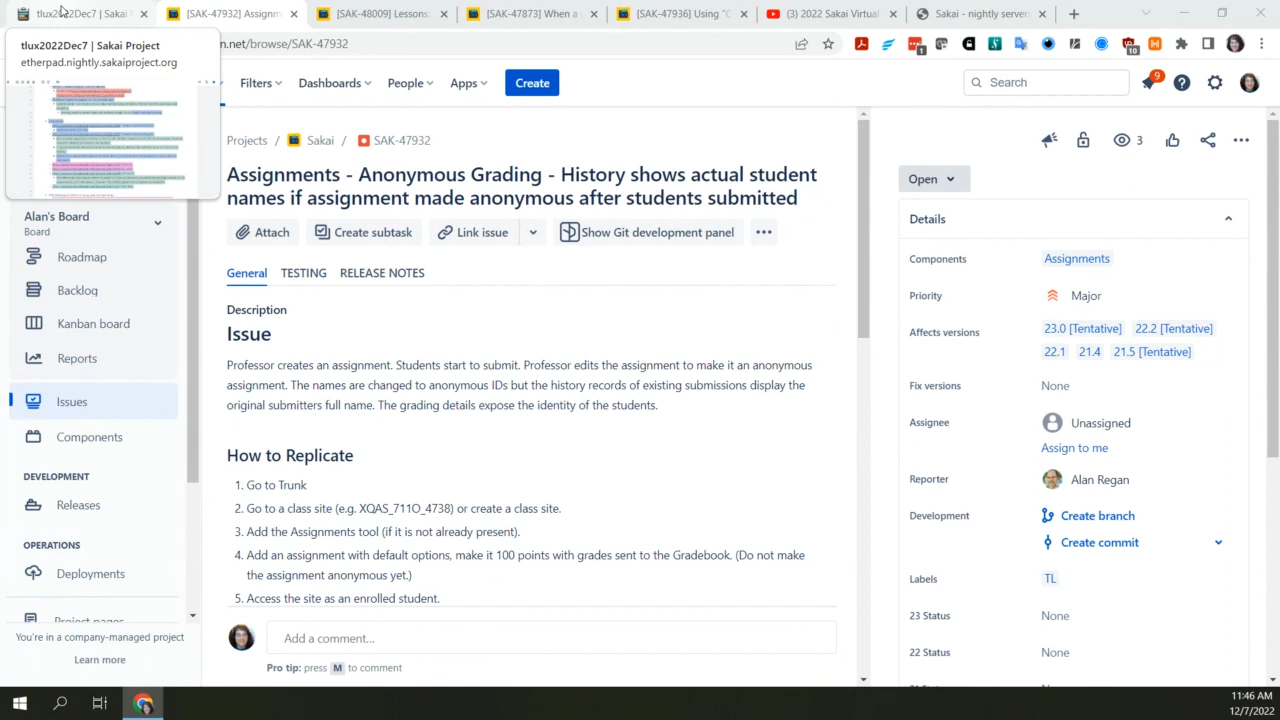 tlux2022Dec7 | Sakai P
[SAK-47932] Assignm
[SAK-48009] Lessons:
[SAK-47873] When a c
[SAK-47936] Using "C
(3) 2022 Sakai Virtual
Sakai - nightly server
tlux2022Dec7 | Sakai Project
etherpad.nightly.sakaiproject.org
n.net/browse/SAK-47932
1
10
Filters
Dashboards
People
Apps
Create
Search
9
Projects / Sakai / SAK-47932
3
Assignments - Anonymous Grading - History shows actual student
names if assignment made anonymous after students submitted
Attach
Create subtask
Link issue
Show Git development panel
General
TESTING
RELEASE NOTES
Description
Issue
Professor creates an assignment. Students start to submit. Professor edits the assignment to make it an anonymous
assignment. The names are changed to anonymous IDs but the history records of existing submissions display the
original submitters full name. The grading details expose the identity of the students.
How to Replicate
1. Go to Trunk
2. Go to a class site (e.g. XQAS_711O_4738) or create a class site.
3. Add the Assignments tool (if it is not already present).
4. Add an assignment with default options, make it 100 points with grades sent to the Gradebook. (Do not make
the assignment anonymous yet.)
5. Access the site as an enrolled student.
Add a comment...
Pro tip: press M to comment
Alan's Board
Board
Roadmap
Backlog
Kanban board
Reports
Issues
Components
DEVELOPMENT
Releases
OPERATIONS
Deployments
Project pages
You're in a company-managed project
Learn more
Open
Details
Components
Assignments
Priority
Major
Affects versions
23.0 [Tentative]
22.2 [Tentative]
22.1
21.4
21.5 [Tentative]
Fix versions
None
Assignee
Unassigned
Assign to me
Reporter
Alan Regan
Development
Create branch
Create commit
Labels
TL
23 Status
None
22 Status
None
11:46 AM
12/7/2022